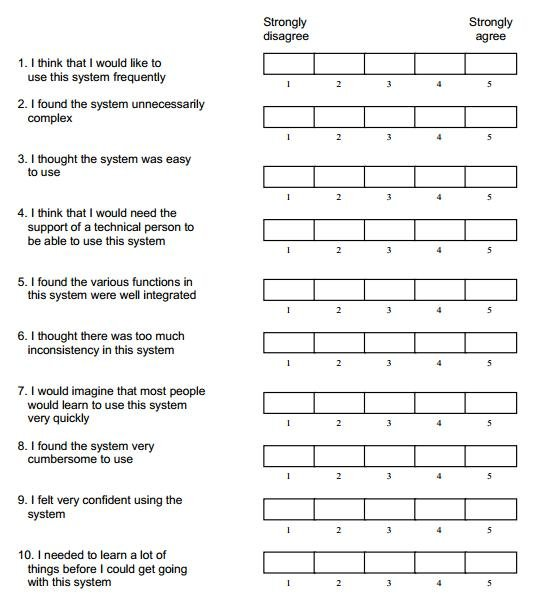 Strongly disagree
Strongly agree
1. I think that I would like to
use this system frequently
1 2 3 4 5
2. I found the system unnecessarily
complex
1 2 3 4 5
3. I thought the system was easy
to use
1 2 3 4 5
4. I think that I would need the
support of a technical person to
be able to use this system
1 2 3 4 5
5. I found the various functions in
this system were well integrated
1 2 3 4 5
6. I thought there was too much
inconsistency in this system
1 2 3 4 5
7. I would imagine that most people
would learn to use this system
very quickly
1 2 3 4 5
8. I found the system very
cumbersome to use
1 2 3 4 5
9. I felt very confident using the
system
1 2 3 4 5
10. I needed to learn a lot of
things before I could get going
with this system
1 2 3 4 5